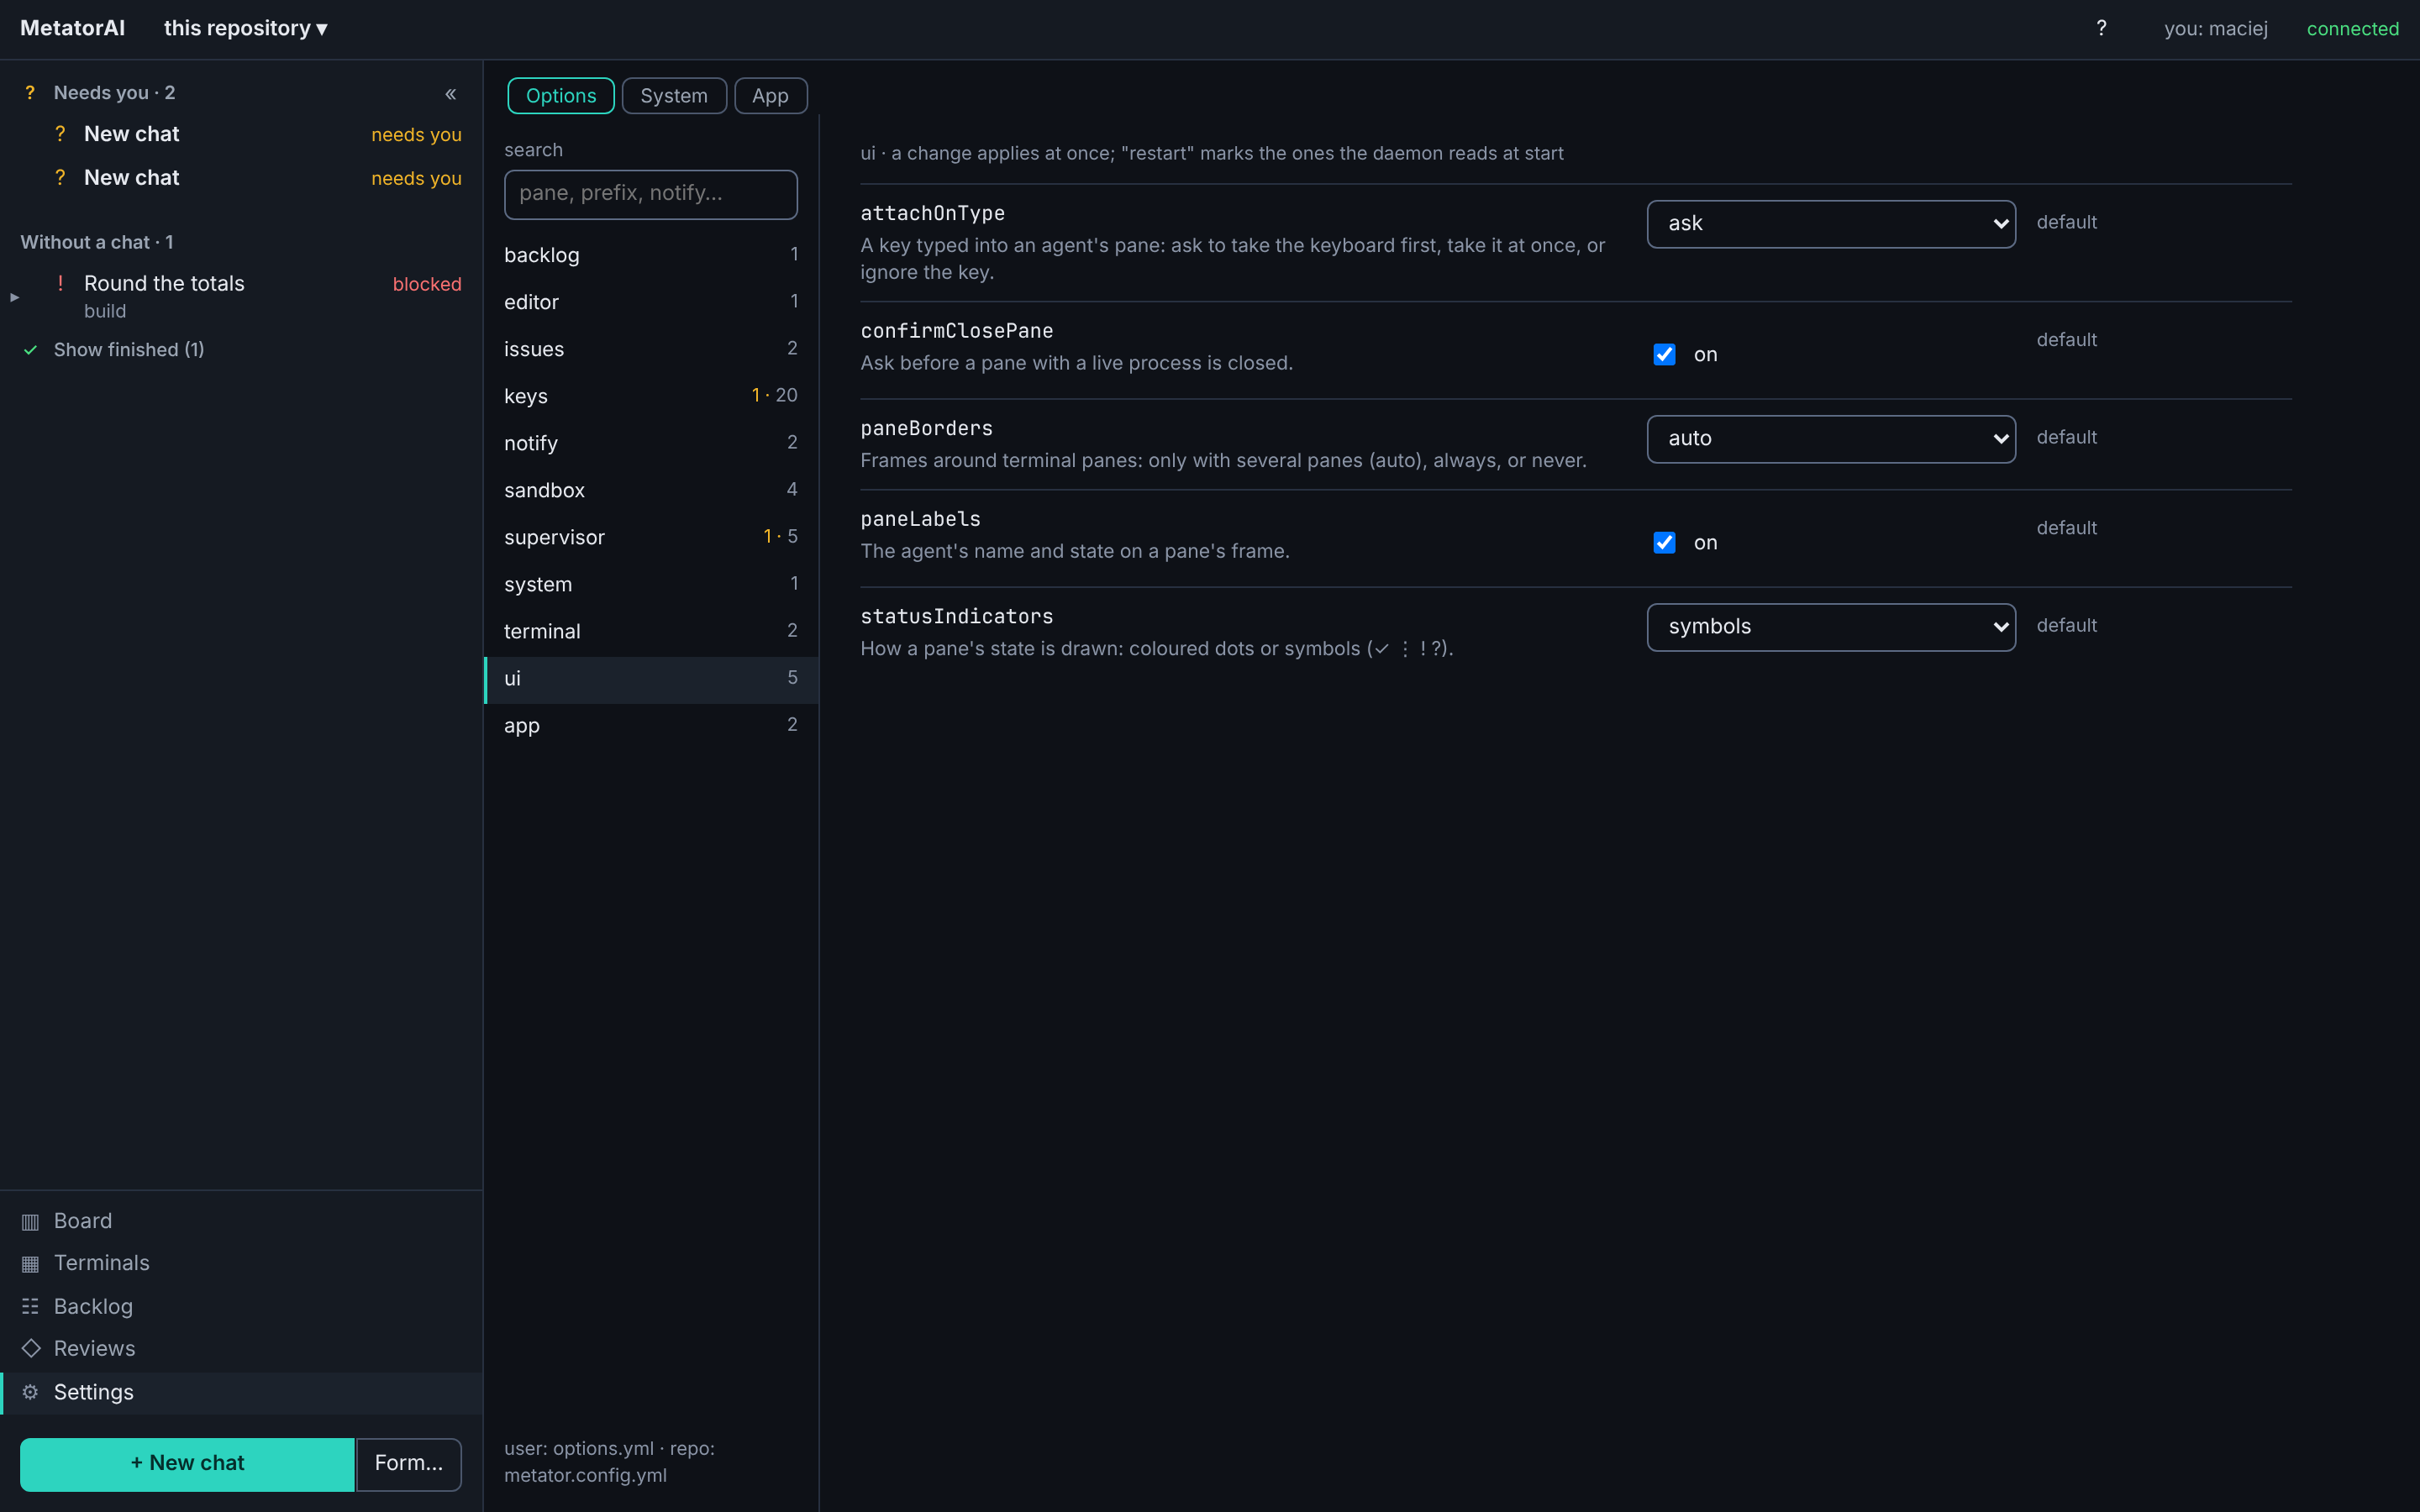 MetatorAI this repository ▾ ? you: maciej connected
? Needs you · 2 «
? New chat needs you
? New chat needs you
Without a chat · 1
▸ ! Round the totals blocked
build
✓ Show finished (1)
Board
Terminals
Backlog
Reviews
Settings
+ New chat Form...
Options System App
search
pane, prefix, notify...
backlog 1
editor 1
issues 2
keys 1 · 20
notify 2
sandbox 4
supervisor 1 · 5
system 1
terminal 2
ui 5
app 2
user: options.yml · repo:
metator.config.yml
ui · a change applies at once; "restart" marks the ones the daemon reads at start
attachOnType ask default
A key typed into an agent's pane: ask to take the keyboard first, take it at once, or
ignore the key.
confirmClosePane on default
Ask before a pane with a live process is closed.
paneBorders auto default
Frames around terminal panes: only with several panes (auto), always, or never.
paneLabels on default
The agent's name and state on a pane's frame.
statusIndicators symbols default
How a pane's state is drawn: coloured dots or symbols (✓ ⋮ ! ?).